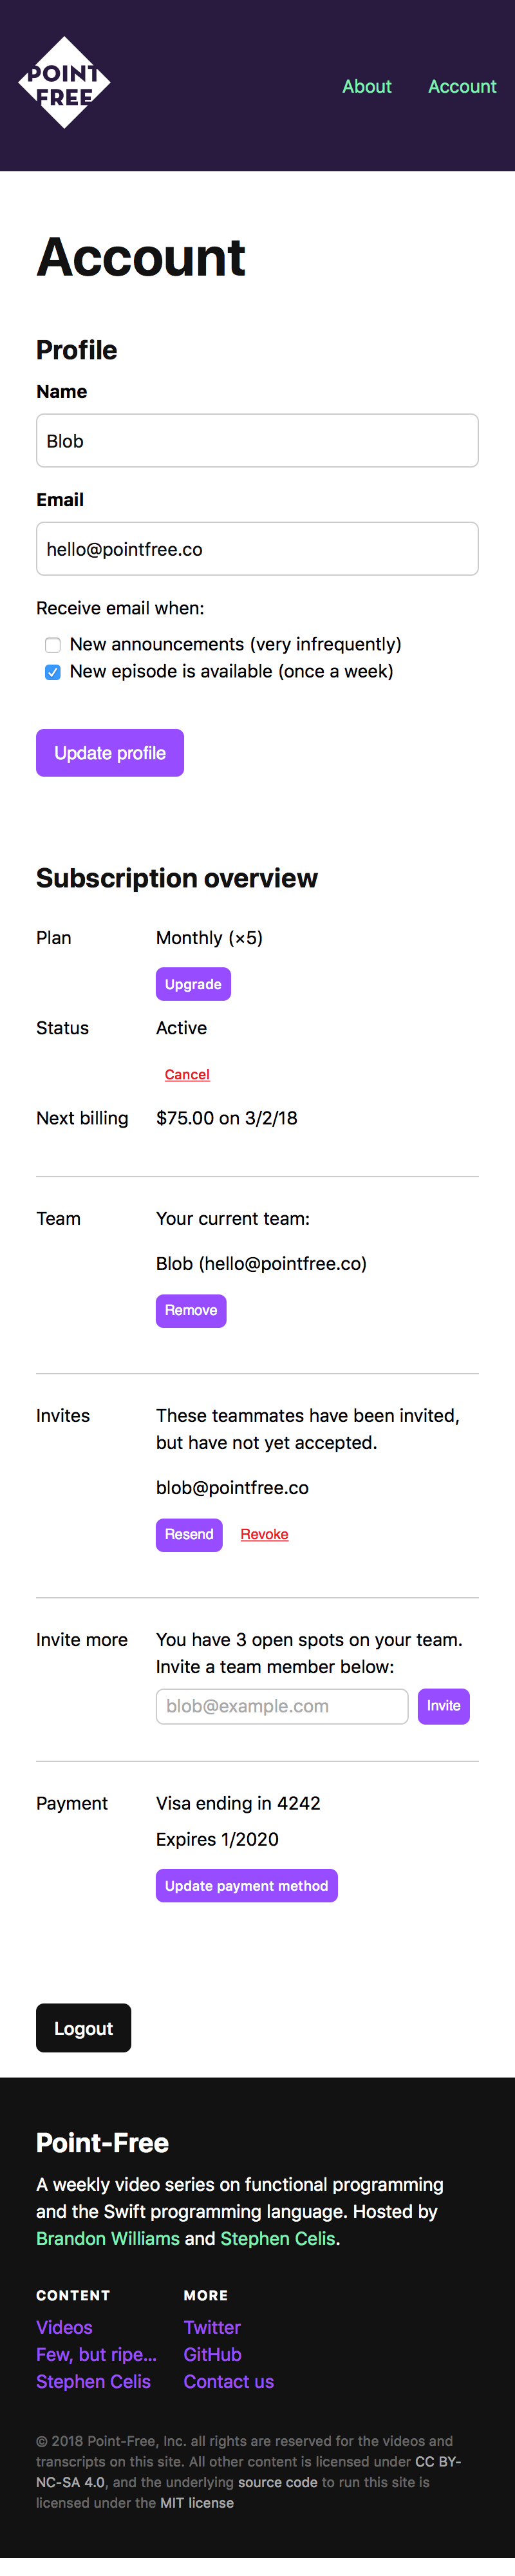 POINT
FREE
About Account
Account
Profile
Name
Blob
Email
hello@pointfree.co
Receive email when:
New announcements (very infrequently)
New episode is available (once a week)
Update profile
Subscription overview
Plan Monthly (×5)
Upgrade
Status Active
Cancel
Next billing $75.00 on 3/2/18
Team Your current team:
Blob (hello@pointfree.co)
Remove
Invites These teammates have been invited,
but have not yet accepted.
blob@pointfree.co
Resend Revoke
Invite more You have 3 open spots on your team.
Invite a team member below:
blob@example.com Invite
Payment Visa ending in 4242
Expires 1/2020
Update payment method
Logout
Point-Free
A weekly video series on functional programming
and the Swift programming language. Hosted by
Brandon Williams and Stephen Celis.
CONTENT MORE
Videos Twitter
Few, but ripe... GitHub
Stephen Celis Contact us
© 2018 Point-Free, Inc. all rights are reserved for the videos and
transcripts on this site. All other content is licensed under CC BY-
NC-SA 4.0, and the underlying source code to run this site is
licensed under the MIT license